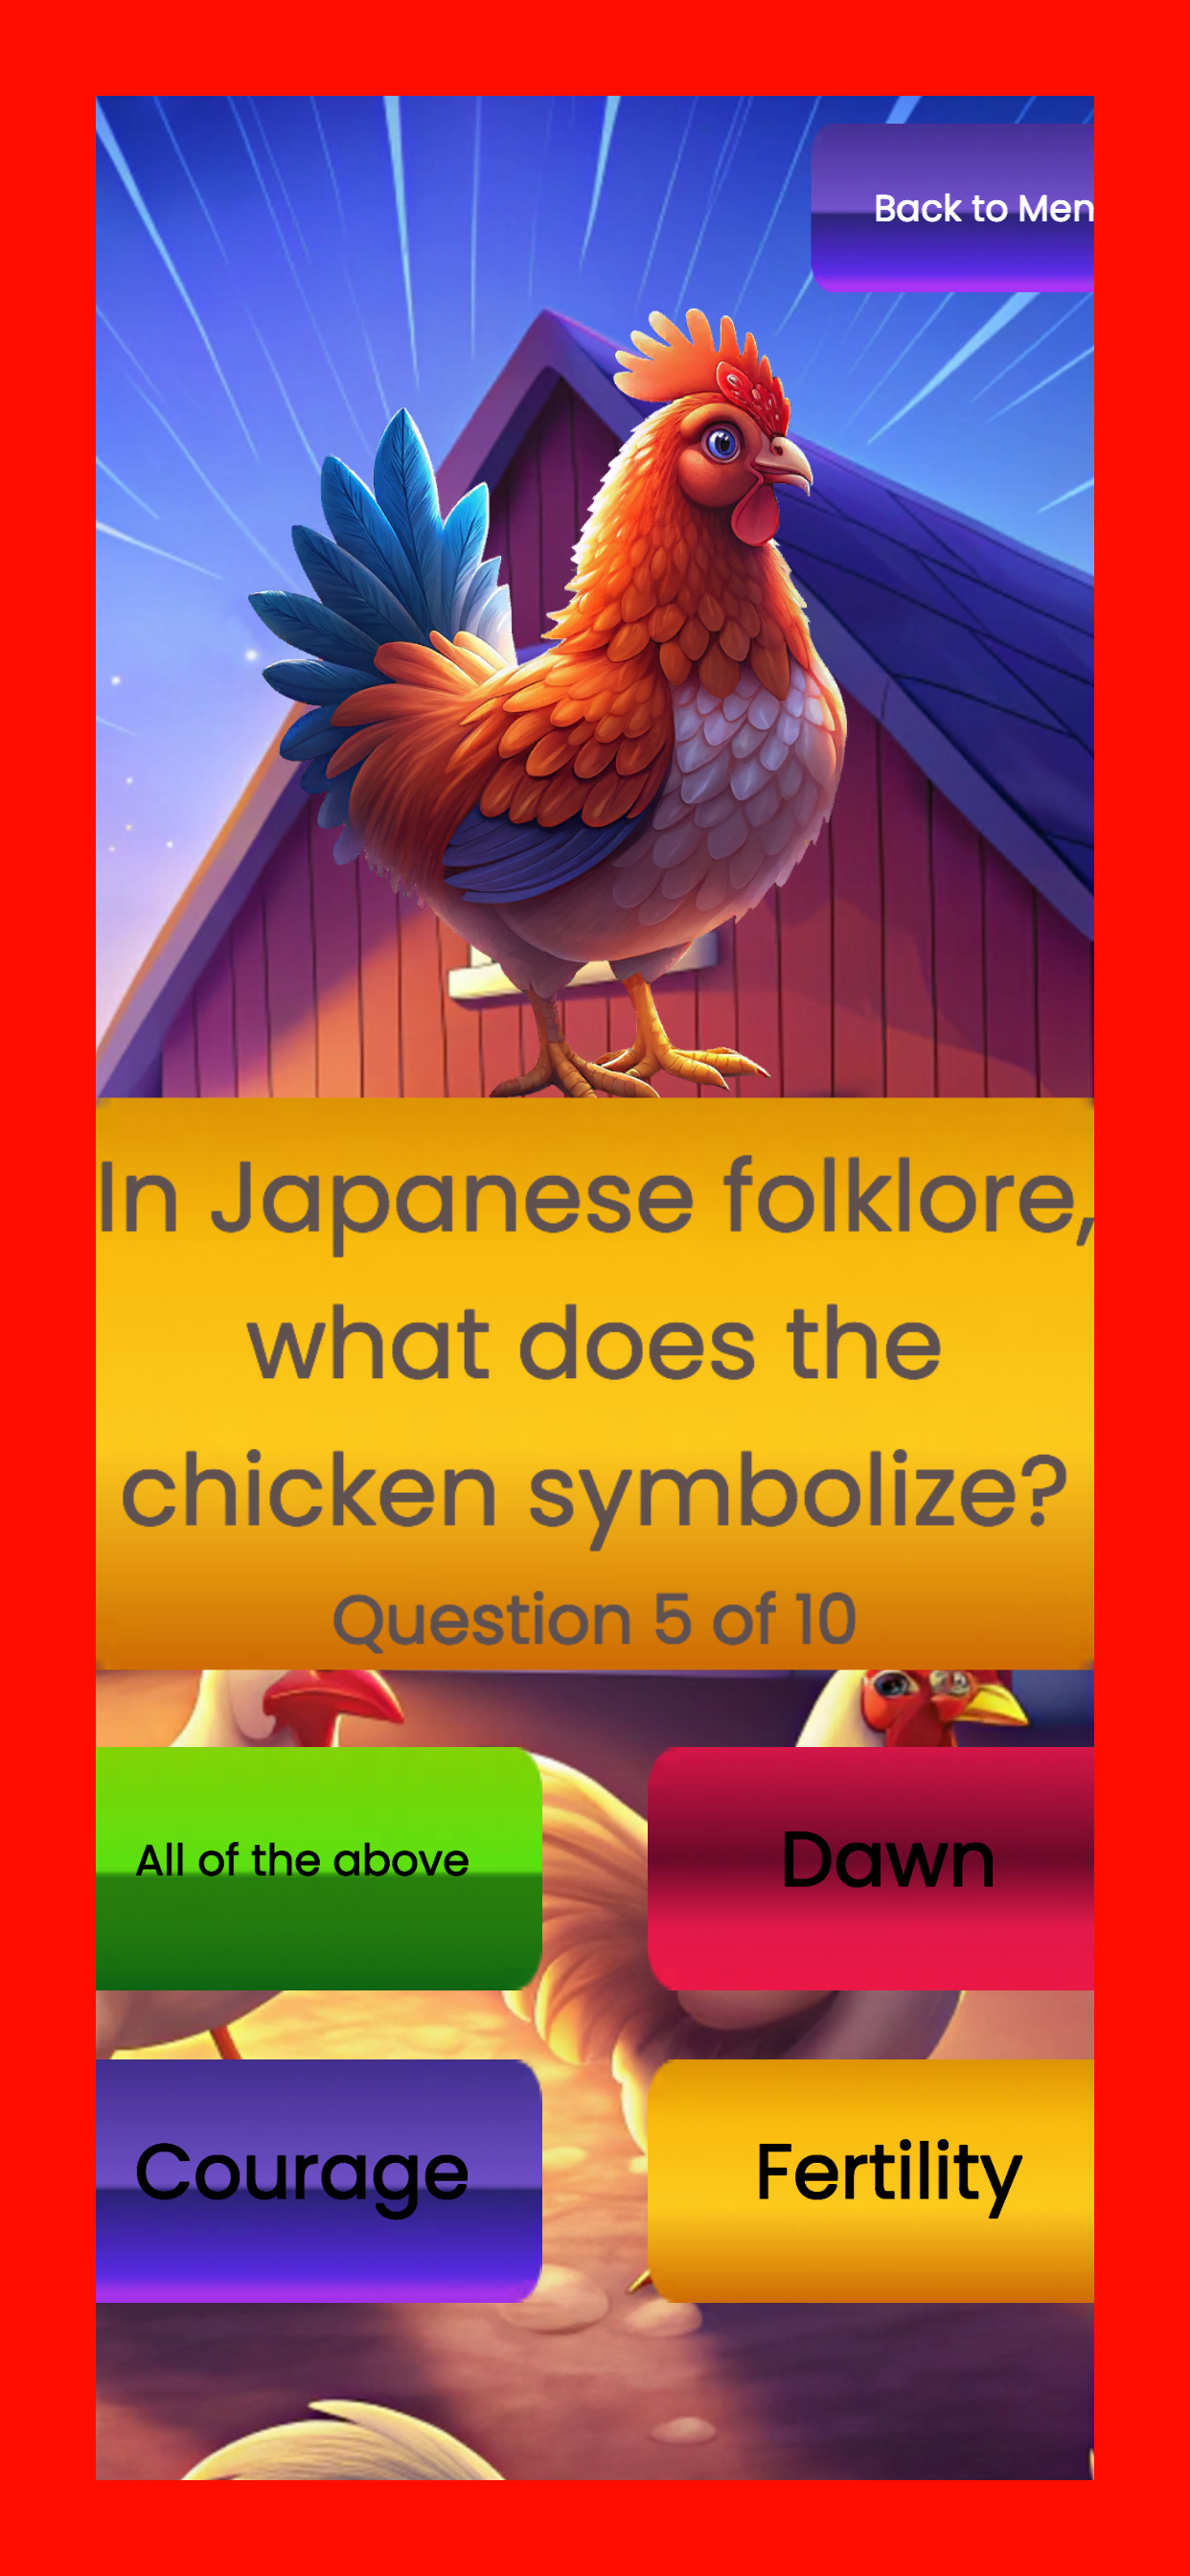 Back to Men
In Japanese folklore,
what does the
chicken symbolize?
Question 5 of 10
All of the above
Dawn
Courage
Fertility